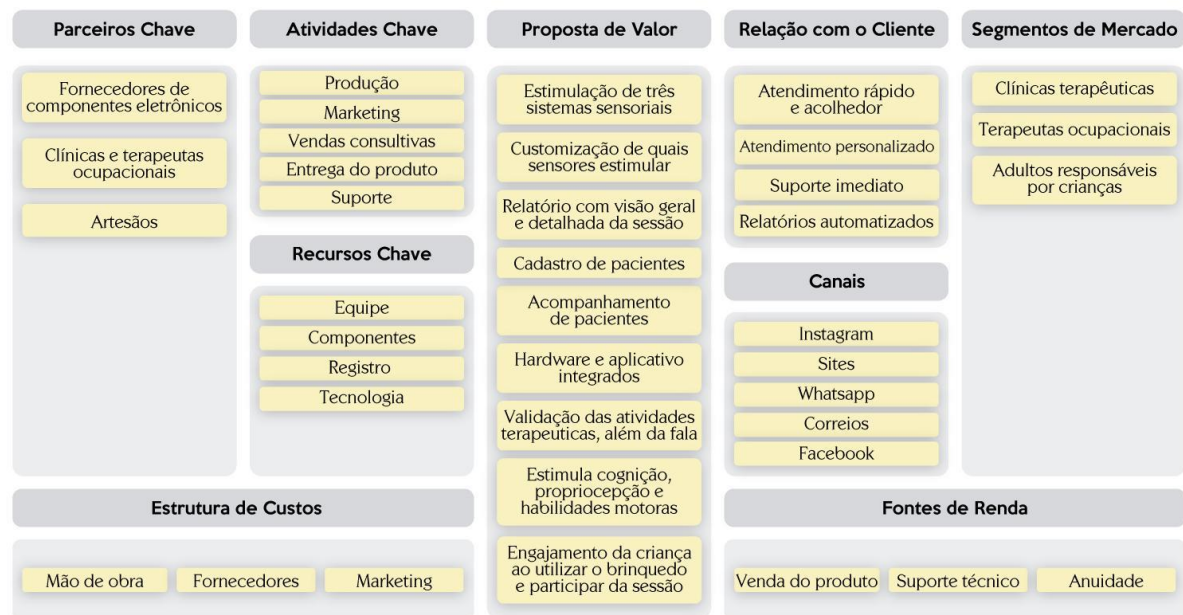 Parceiros Chave
Fornecedores de
componentes eletrônicos
Clínicas e terapeutas
ocupacionais
Artesãos
Atividades Chave
Produção
Marketing
Vendas consultivas
Entrega do produto
Suporte
Recursos Chave
Equipe
Componentes
Registro
Tecnologia
Proposta de Valor
Estimulação de três
sistemas sensoriais
Customização de quais
sensores estimular
Relatório com visão geral
e detalhada da sessão
Cadastro de pacientes
Acompanhamento
de pacientes
Hardware e aplicativo
integrados
Validação das atividades
terapeuticas, além da fala
Estimula cognição,
propriocepção e
habilidades motoras
Engajamento da criança
ao utilizar o brinquedo
e participar da sessão
Relação com o Cliente
Atendimento rápido
e acolhedor
Atendimento personalizado
Suporte imediato
Relatórios automatizados
Canais
Instagram
Sites
Whatsapp
Correios
Facebook
Segmentos de Mercado
Clínicas terapêuticas
Terapeutas ocupacionais
Adultos responsáveis
por crianças
Estrutura de Custos
Mão de obra
Fornecedores
Marketing
Fontes de Renda
Venda do produto
Suporte técnico
Anuidade